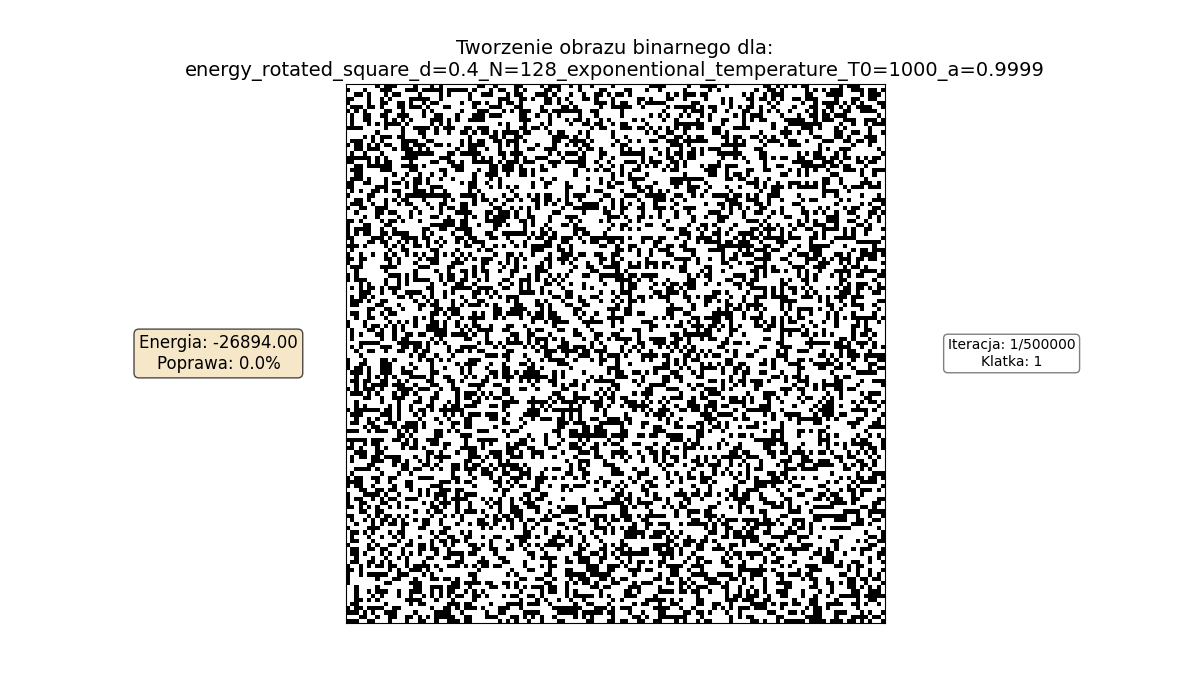 Tworzenie obrazu binarnego dla:
energy_rotated_square_d=0.4_N=128_exponentional_temperature_T0=1000_a=0.9999
Energia: -26894.00
Poprawa: 0.0%
Iteracja: 1/500000
Klatka: 1